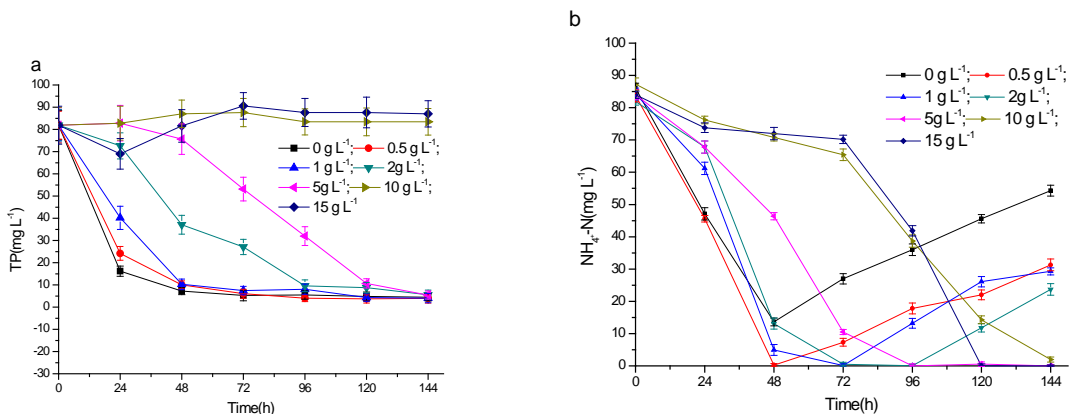 a
TP(mg L⁻¹)
100
90
80
70
60
50
40
30
20
10
0
-10
-20
-30
0 24 48 72 96 120 144
Time(h)
0 g L⁻¹; 0.5 g L⁻¹;
1 g L⁻¹; 2g L⁻¹;
5g L⁻¹; 10 g L⁻¹;
15 g L⁻¹
b
NH₄⁺-N(mg L⁻¹)
100
90
80
70
60
50
40
30
20
10
0
0 24 48 72 96 120 144
Time(h)
0 g L⁻¹; 0.5 g L⁻¹;
1 g L⁻¹; 2g L⁻¹;
5g L⁻¹; 10 g L⁻¹;
15 g L⁻¹